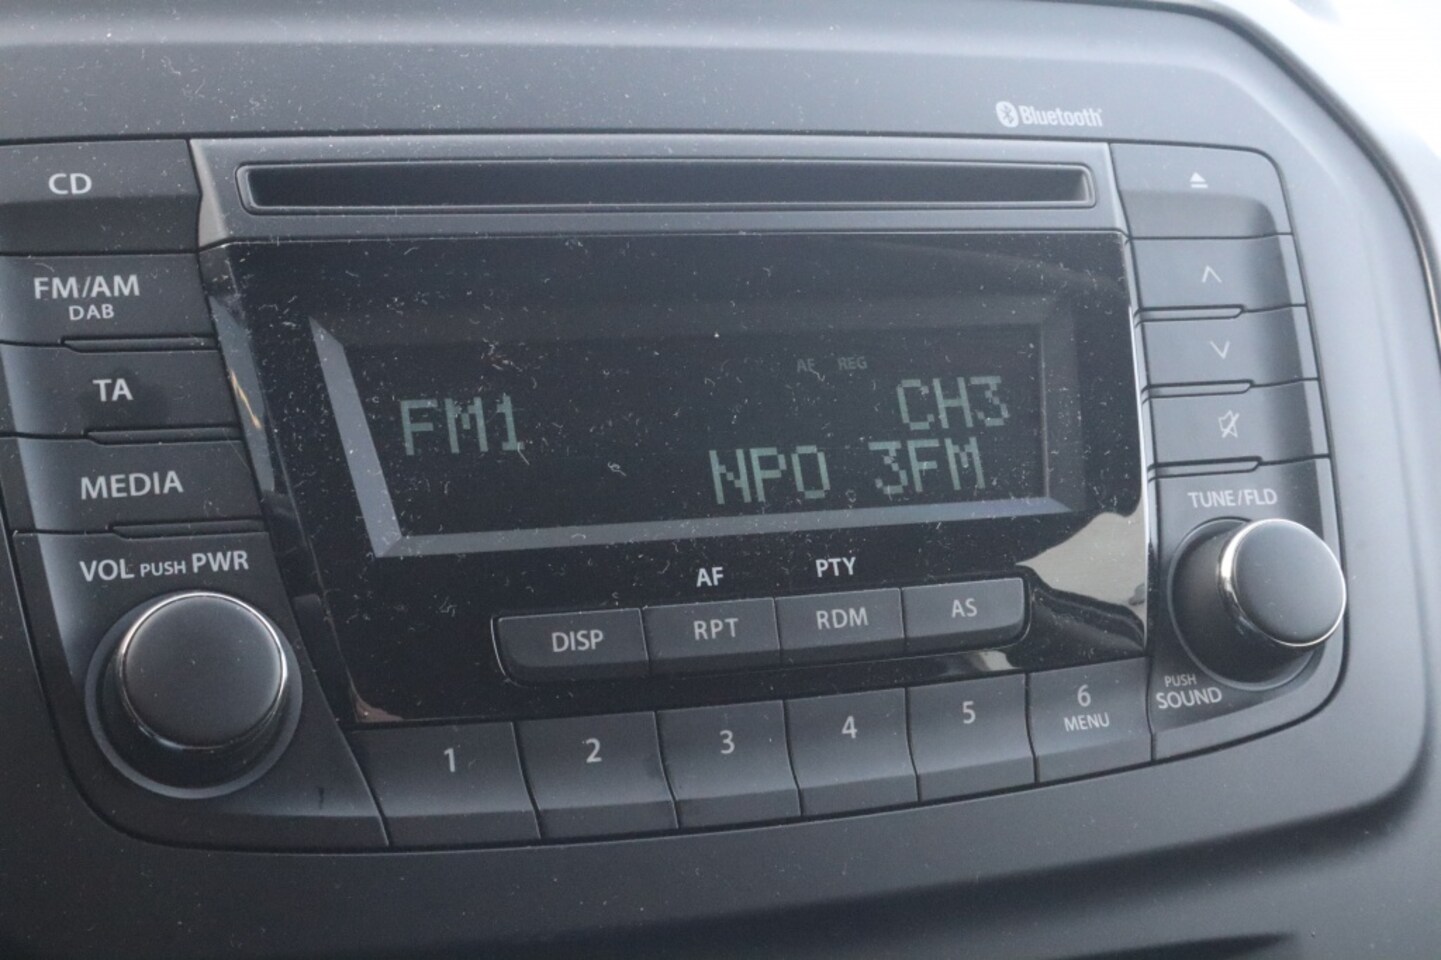 Bluetooth
CD
FM/AM
DAB
TA
MEDIA
VOL PUSH PWR
AF REG
FM1 CH3
NPO 3FM
TUNE/FLD
PUSH
SOUND
AF PTY
DISP RPT RDM AS
1 2 3 4 5 6
MENU